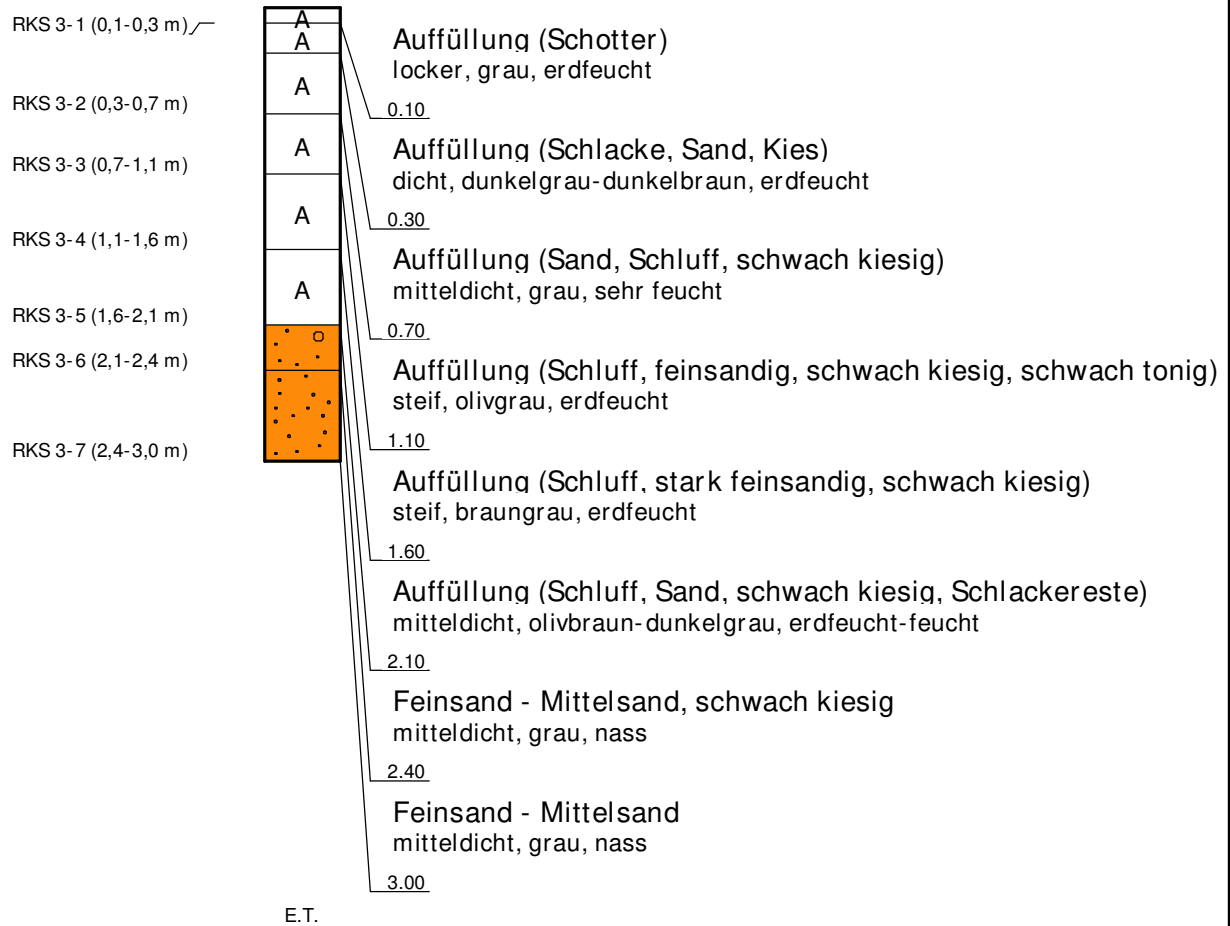 RKS 3-1 (0,1-0,3 m)
RKS 3-2 (0,3-0,7 m)
RKS 3-3 (0,7-1,1 m)
RKS 3-4 (1,1-1,6 m)
RKS 3-5 (1,6-2,1 m)
RKS 3-6 (2,1-2,4 m)
RKS 3-7 (2,4-3,0 m)
A
A
A
A
A
A
Auffüllung (Schotter)
locker, grau, erdfeucht
0.10
Auffüllung (Schlacke, Sand, Kies)
dicht, dunkelgrau-dunkelbraun, erdfeucht
0.30
Auffüllung (Sand, Schluff, schwach kiesig)
mitteldicht, grau, sehr feucht
0.70
Auffüllung (Schluff, feinsandig, schwach kiesig, schwach tonig)
steif, olivgrau, erdfeucht
1.10
Auffüllung (Schluff, stark feinsandig, schwach kiesig)
steif, braungrau, erdfeucht
1.60
Auffüllung (Schluff, Sand, schwach kiesig, Schlackereste)
mitteldicht, olivbraun-dunkelgrau, erdfeucht-feucht
2.10
Feinsand - Mittelsand, schwach kiesig
mitteldicht, grau, nass
2.40
Feinsand - Mittelsand
mitteldicht, grau, nass
3.00
E.T.